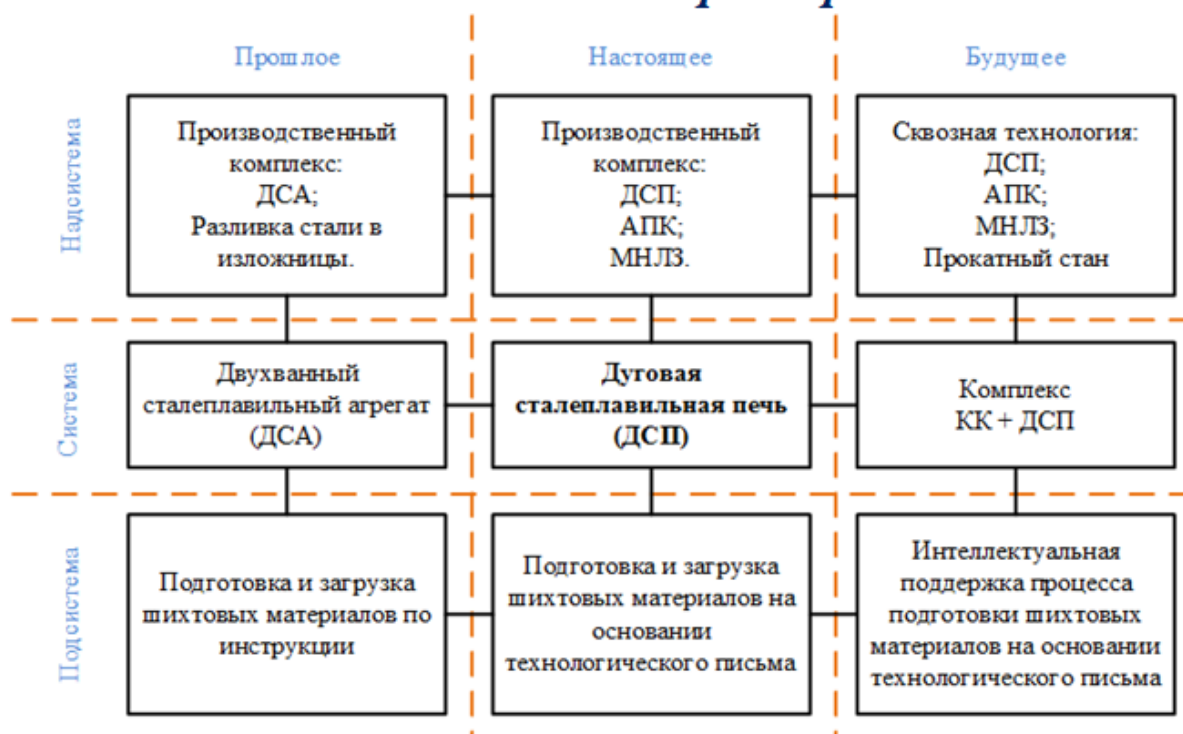 Прошлое
Настоящее
Будущее
Надсистема
Производственный
комплекс:
ДСА;
Разливка стали в
изложницы.
Производственный
комплекс:
ДСП;
АПК;
МНЛЗ.
Сквозная технология:
ДСП;
АПК;
МНЛЗ;
Прокатный стан
Система
Двухванный
сталеплавильный агрегат
(ДСА)
Дуговая
сталеплавильная печь
(ДСП)
Комплекс
КК + ДСП
Подсистема
Подготовка и загрузка
шихтовых материалов по
инструкции
Подготовка и загрузка
шихтовых материалов на
основании
технологического письма
Интеллектуальная
поддержка процесса
подготовки шихтовых
материалов на основании
технологического письма